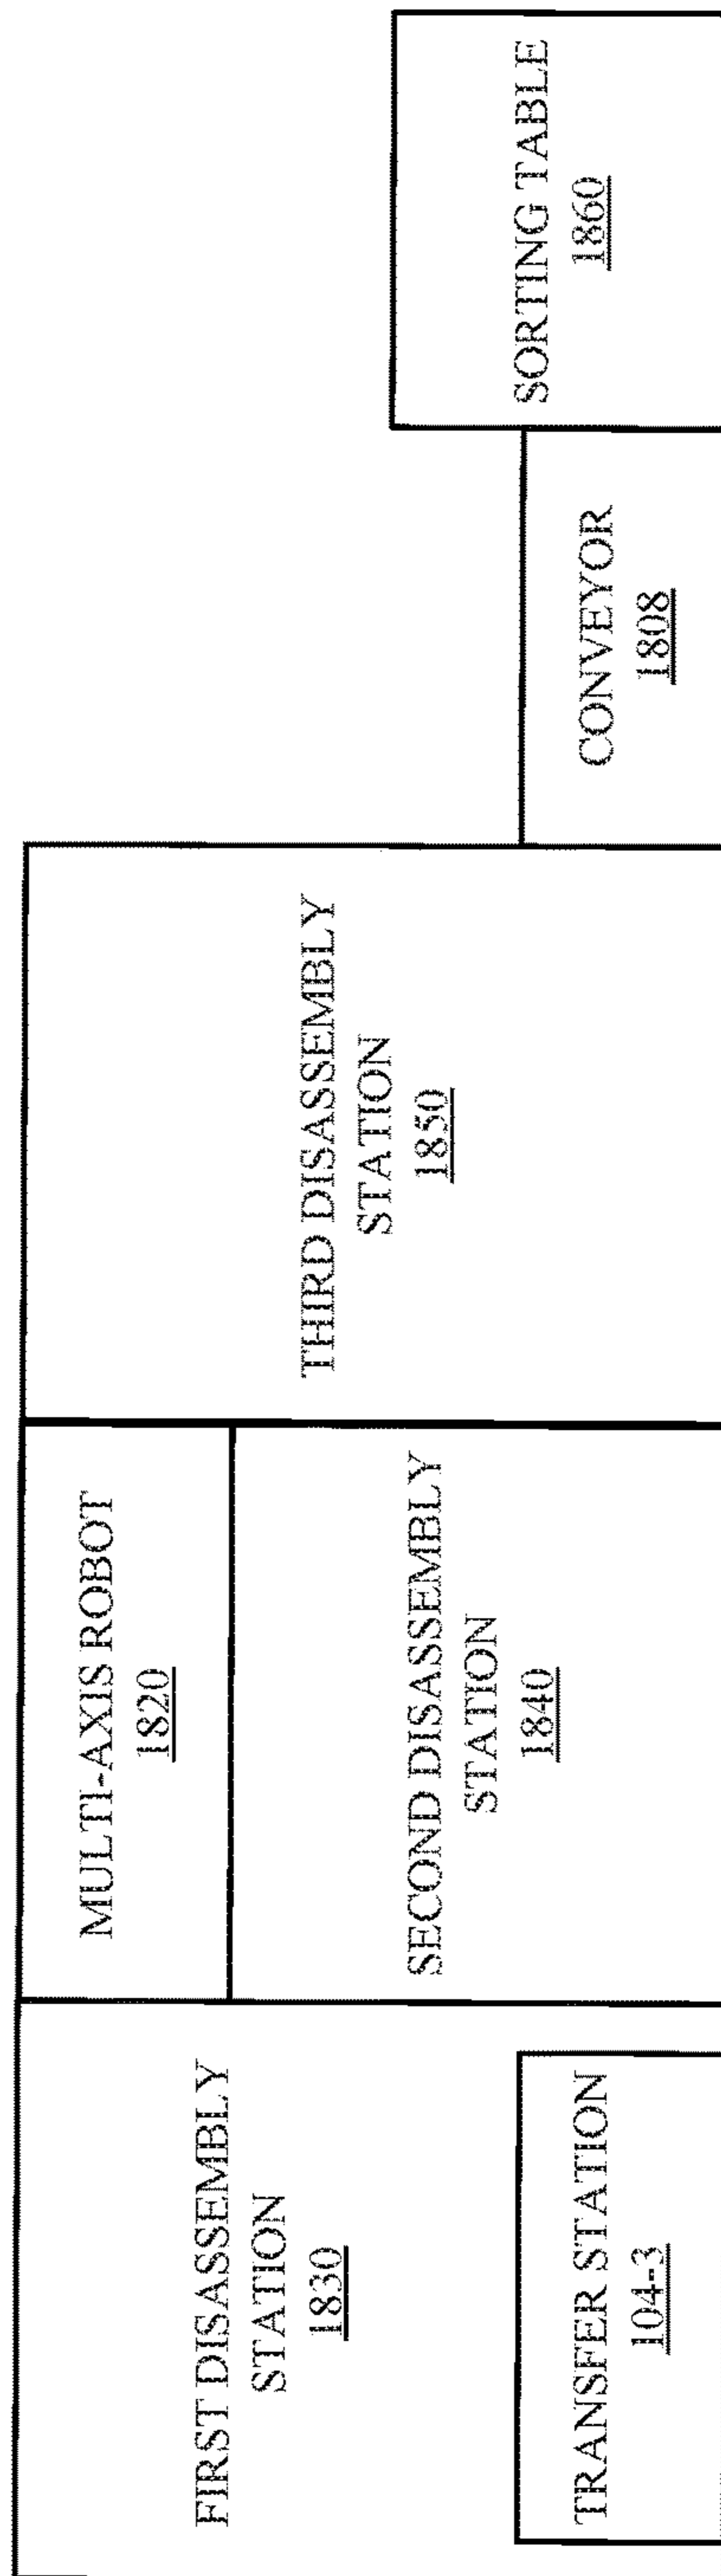 FIRST DISASSEMBLY
STATION
1830
TRANSFER STATION
104-3
MULTI-AXIS ROBOT
1820
SECOND DISASSEMBLY
STATION
1840
THIRD DISASSEMBLY
STATION
1850
CONVEYOR
1808
SORTING TABLE
1860